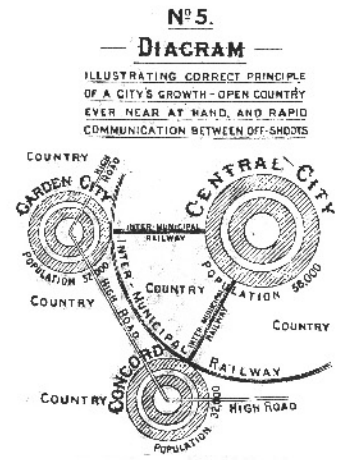 Nº 5.
— DIAGRAM —
ILLUSTRATING CORRECT PRINCIPLE
OF A CITY'S GROWTH - OPEN COUNTRY
EVER NEAR AT HAND, AND RAPID
COMMUNICATION BETWEEN OFF-SHOOTS
COUNTRY
HIGH ROAD
GARDEN CITY
POPULATION 32,000
CENTRAL CITY
POPULATION 58,000
INTER-MUNICIPAL
RAILWAY
INTER-MUNICIPAL RAILWAY
HIGH ROAD
COUNTRY
INTER-MUNICIPAL
RAILWAY
COUNTRY
COUNTRY
COUNTRY
CONCORD
POPULATION 32,000
HIGH ROAD